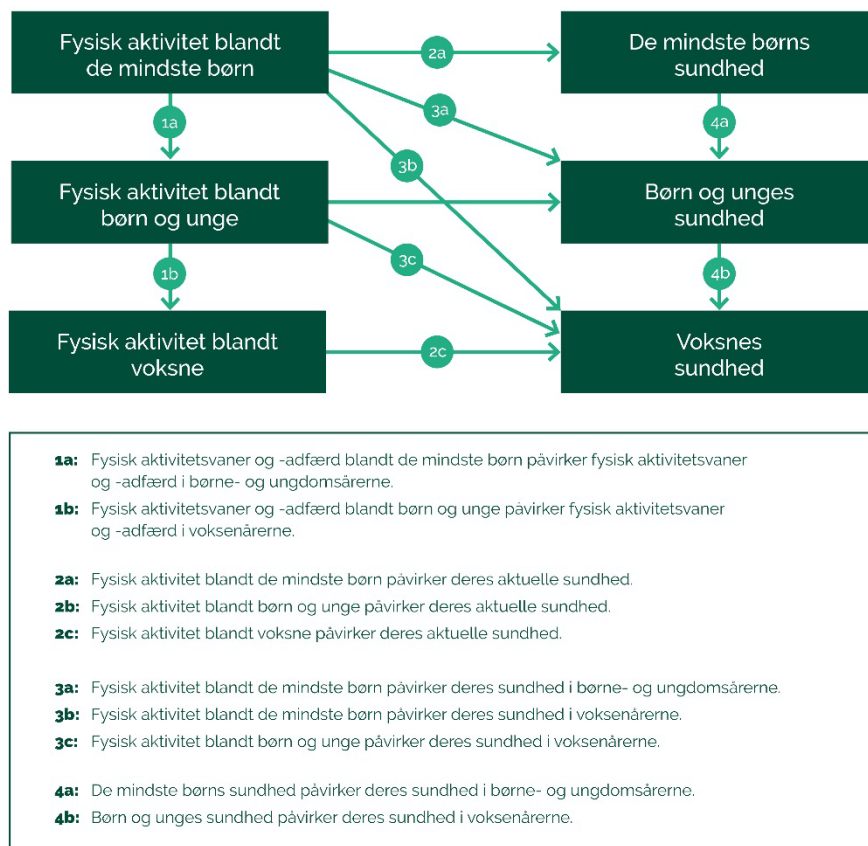 Fysisk aktivitet blandt
de mindste børn
2a
De mindste børns
sundhed
1a
3a
4a
3b
Fysisk aktivitet blandt
børn og unge
Børn og unges
sundhed
1b
3c
4b
Fysisk aktivitet blandt
voksne
2c
Voksnes
sundhed
1a: Fysisk aktivitetsvaner og -adfærd blandt de mindste børn påvirker fysisk aktivitetsvaner
og -adfærd i børne- og ungdomsårerne.
1b: Fysisk aktivitetsvaner og -adfærd blandt børn og unge påvirker fysisk aktivitetsvaner
og -adfærd i voksenårerne.
2a: Fysisk aktivitet blandt de mindste børn påvirker deres aktuelle sundhed.
2b: Fysisk aktivitet blandt børn og unge påvirker deres aktuelle sundhed.
2c: Fysisk aktivitet blandt voksne påvirker deres aktuelle sundhed.
3a: Fysisk aktivitet blandt de mindste børn påvirker deres sundhed i børne- og ungdomsårerne.
3b: Fysisk aktivitet blandt de mindste børn påvirker deres sundhed i voksenårerne.
3c: Fysisk aktivitet blandt børn og unge påvirker deres sundhed i voksenårerne.
4a: De mindste børns sundhed påvirker deres sundhed i børne- og ungdomsårerne.
4b: Børn og unges sundhed påvirker deres sundhed i voksenårerne.